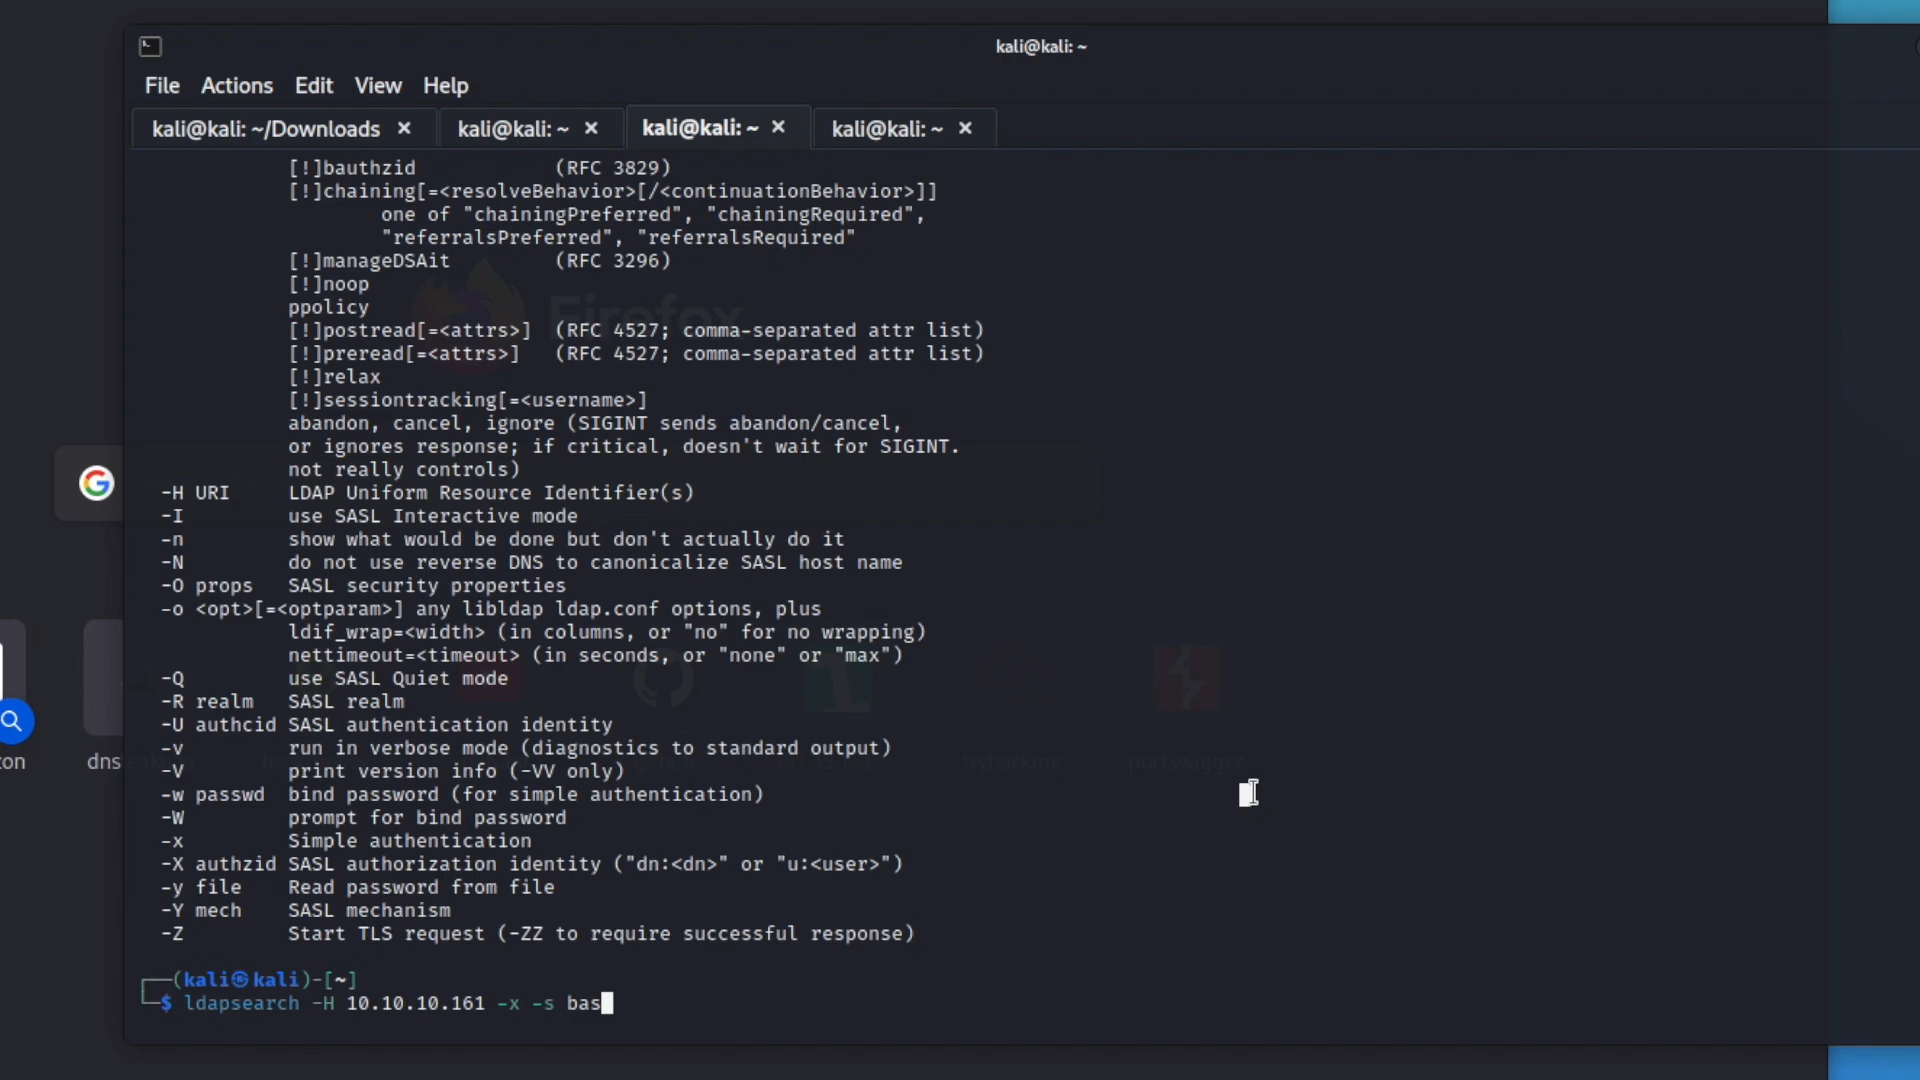 kali@kali: ~
File Actions Edit View Help
kali@kali: ~/Downloads × kali@kali: ~ × kali@kali: ~ × kali@kali: ~ ×
[!]bauthzid (RFC 3829)
[!]chaining[=<resolveBehavior>[/<continuationBehavior>]]
one of "chainingPreferred", "chainingRequired",
"referralsPreferred", "referralsRequired"
[!]manageDSAit (RFC 3296)
[!]noop
ppolicy
Firefox
[!]postread[=<attrs>] (RFC 4527; comma-separated attr list)
[!]preread[=<attrs>] (RFC 4527; comma-separated attr list)
[!]relax
[!]sessiontracking[=<username>]
abandon, cancel, ignore (SIGINT sends abandon/cancel,
or ignores response; if critical, doesn't wait for SIGINT.
not really controls)
-H URI LDAP Uniform Resource Identifier(s)
-I use SASL Interactive mode
-n show what would be done but don't actually do it
-N do not use reverse DNS to canonicalize SASL host name
-O props SASL security properties
-o <opt>[=<optparam>] any libldap ldap.conf options, plus
ldif_wrap=<width> (in columns, or "no" for no wrapping)
nettimeout=<timeout> (in seconds, or "none" or "max")
-Q use SASL Quiet mode
-R realm SASL realm
-U authcid SASL authentication identity
-v run in verbose mode (diagnostics to standard output)
-V print version info (-VV only)
-w passwd bind password (for simple authentication)
-W prompt for bind password
-x Simple authentication
-X authzid SASL authorization identity ("dn:<dn>" or "u:<user>")
-y file Read password from file
-Y mech SASL mechanism
-Z Start TLS request (-ZZ to require successful response)
┌──(kali㉿kali)-[~]
└─$ ldapsearch -H 10.10.10.161 -x -s bas
zon
tryhackme
portswigger